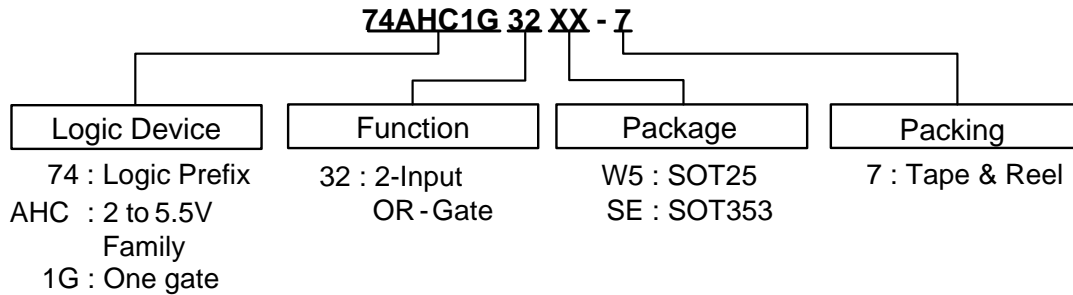 74AHC1G 32 XX - 7
Logic Device
74 : Logic Prefix
AHC : 2 to 5.5V
Family
1G : One gate
Function
32 : 2-Input
OR-Gate
Package
W5 : SOT25
SE : SOT353
Packing
7 : Tape & Reel